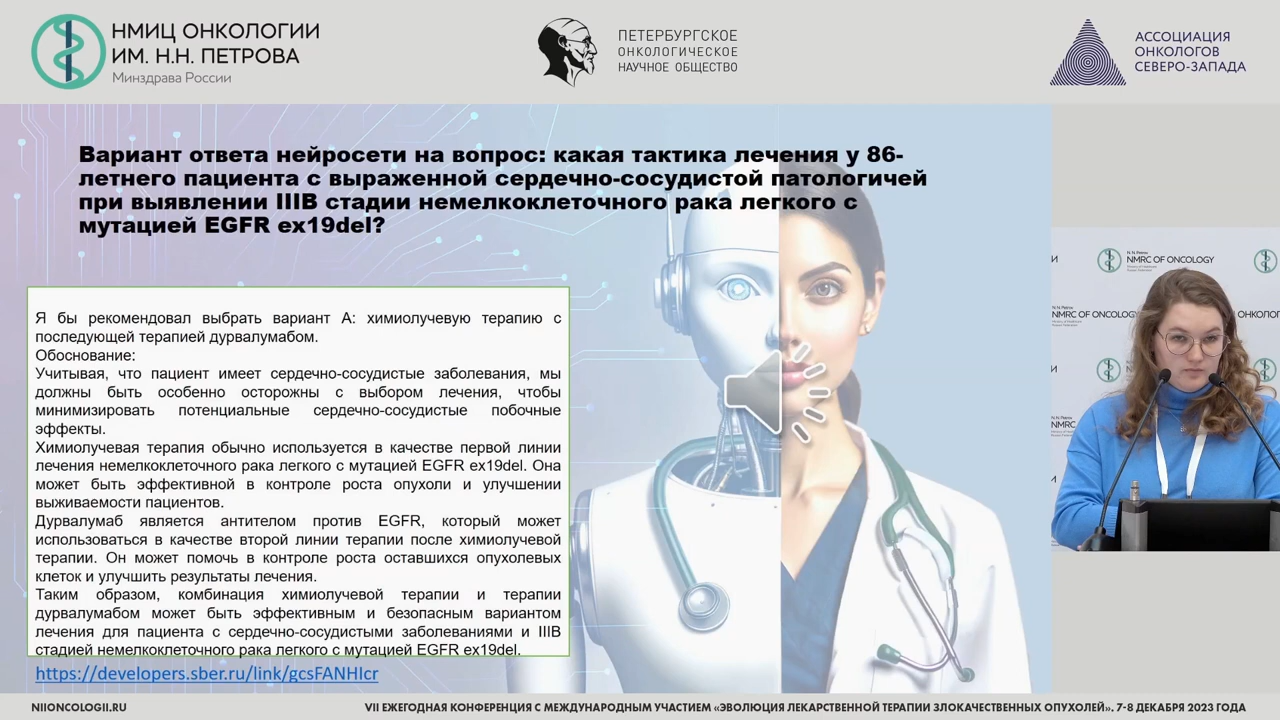 НМИЦ ОНКОЛОГИИ
ИМ. Н.Н. ПЕТРОВА
Минздрава России
ПЕТЕРБУРГСКОЕ
ОНКОЛОГИЧЕСКОЕ
НАУЧНОЕ ОБЩЕСТВО
АССОЦИАЦИЯ
ОНКОЛОГОВ
СЕВЕРО-ЗАПАДА
Вариант ответа нейросети на вопрос: какая тактика лечения у 86-
летнего пациента с выраженной сердечно-сосудистой патологичей
при выявлении IIIB стадии немелкоклеточного рака легкого с
мутацией EGFR ex19del?
Я бы рекомендовал выбрать вариант А: химиолучевую терапию с
последующей терапией дурвалумабом.
Обоснование:
Учитывая, что пациент имеет сердечно-сосудистые заболевания, мы
должны быть особенно осторожны с выбором лечения, чтобы
минимизировать потенциальные сердечно-сосудистые побочные
эффекты.
Химиолучевая терапия обычно используется в качестве первой линии
лечения немелкоклеточного рака легкого с мутацией EGFR ex19del. Она
может быть эффективной в контроле роста опухоли и улучшении
выживаемости пациентов.
Дурвалумаб является антителом против EGFR, который может
использоваться в качестве второй линии терапии после химиолучевой
терапии. Он может помочь в контроле роста оставшихся опухолевых
клеток и улучшить результаты лечения.
Таким образом, комбинация химиолучевой терапии и терапии
дурвалумабом может быть эффективным и безопасным вариантом
лечения для пациента с сердечно-сосудистыми заболеваниями и IIIB
стадией немелкоклеточного рака легкого с мутацией EGFR ex19del.
https://developers.sber.ru/link/gcsFANHIcr
N.N. Petrov
NMRC OF ONCOLOGY
NMRC OF ONCOLOGY
ОНКОЛОГИ
NMRC
NIIONCOLOGII.RU
VII ЕЖЕГОДНАЯ КОНФЕРЕНЦИЯ С МЕЖДУНАРОДНЫМ УЧАСТИЕМ «ЭВОЛЮЦИЯ ЛЕКАРСТВЕННОЙ ТЕРАПИИ ЗЛОКАЧЕСТВЕННЫХ ОПУХОЛЕЙ». 7-8 ДЕКАБРЯ 2023 ГОДА